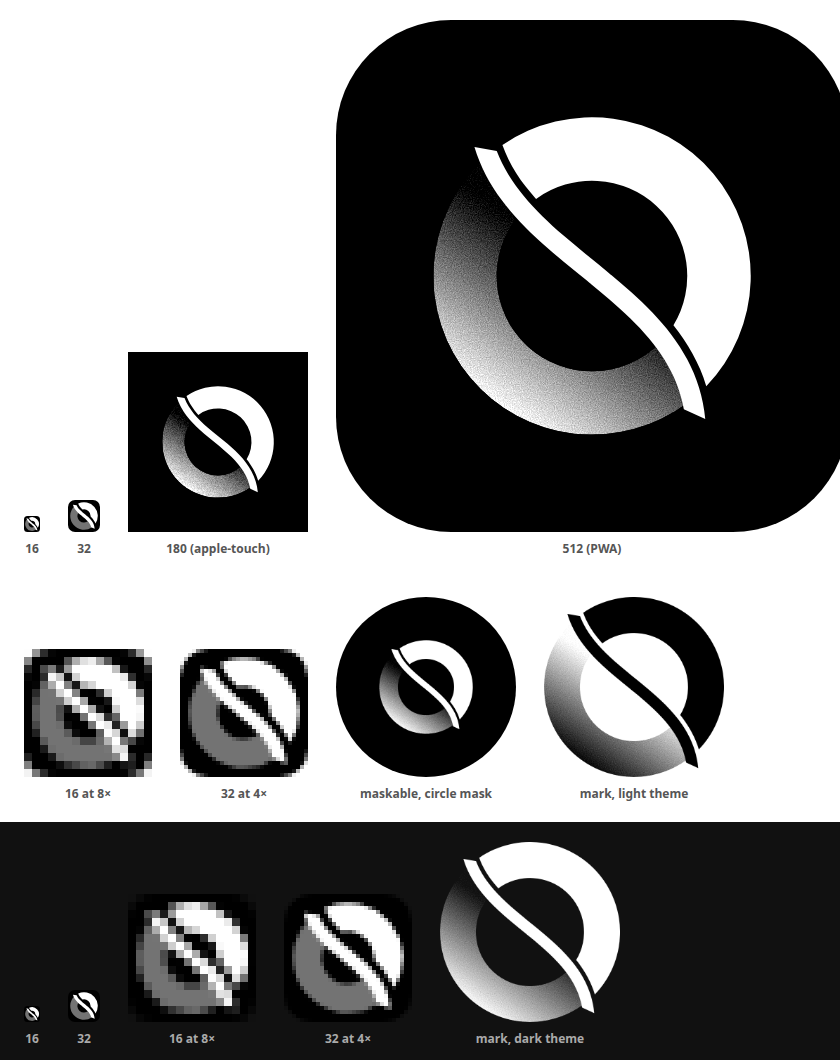 16
32
180 (apple-touch)
512 (PWA)
16 at 8×
32 at 4×
maskable, circle mask
mark, light theme
16
32
16 at 8×
32 at 4×
mark, dark theme